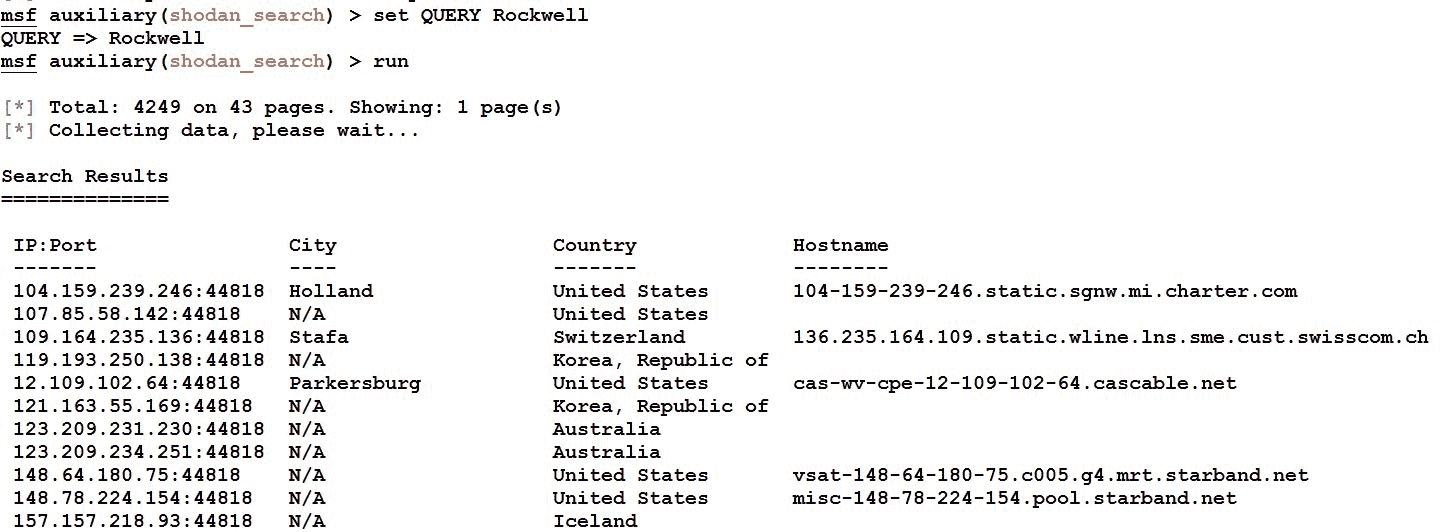 msf auxiliary(shodan_search) > set QUERY Rockwell
QUERY => Rockwell
msf auxiliary(shodan_search) > run
[*] Total: 4249 on 43 pages. Showing: 1 page(s)
[*] Collecting data, please wait...
Search Results
==============
IP:Port City Country Hostname
------- ---- ------- --------
104.159.239.246:44818 Holland United States 104-159-239-246.static.sgnw.mi.charter.com
107.85.58.142:44818 N/A United States
109.164.235.136:44818 Stafa Switzerland 136.235.164.109.static.wline.lns.sme.cust.swisscom.ch
119.193.250.138:44818 N/A Korea, Republic of
12.109.102.64:44818 Parkersburg United States cas-wv-cpe-12-109-102-64.cascable.net
121.163.55.169:44818 N/A Korea, Republic of
123.209.231.230:44818 N/A Australia
123.209.234.251:44818 N/A Australia
148.64.180.75:44818 N/A United States vsat-148-64-180-75.c005.g4.mrt.starband.net
148.78.224.154:44818 N/A United States misc-148-78-224-154.pool.starband.net
157.157.218.93:44818 N/A Iceland